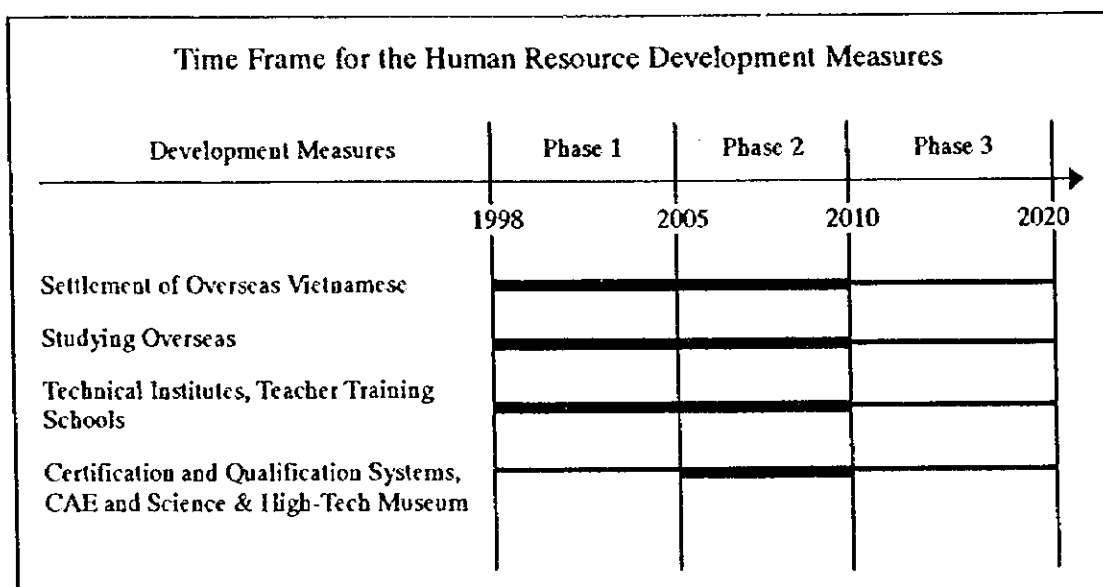 Time Frame for the Human Resource Development Measures
Development Measures Phase 1 Phase 2 Phase 3
1998 2005 2010 2020
Settlement of Overseas Vietnamese
Studying Overseas
Technical Institutes, Teacher Training
Schools
Certification and Qualification Systems,
CAE and Science & High-Tech Museum